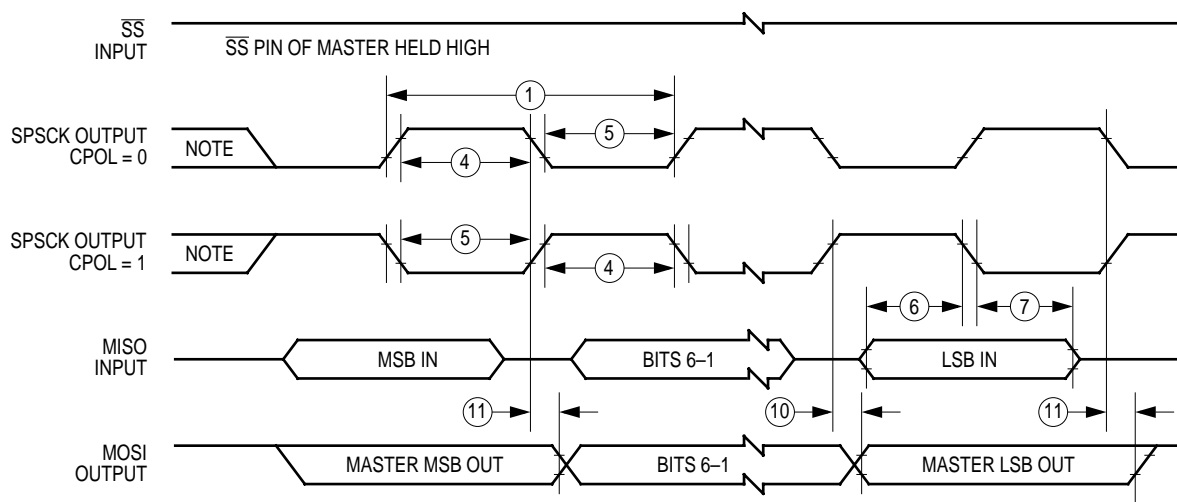 SS
INPUT
SS PIN OF MASTER HELD HIGH
1
SPSCK OUTPUT
CPOL = 0
NOTE
5
4
SPSCK OUTPUT
CPOL = 1
NOTE
5
4
6
7
MISO
INPUT
MSB IN
BITS 6–1
LSB IN
11
10
11
MOSI
OUTPUT
MASTER MSB OUT
BITS 6–1
MASTER LSB OUT